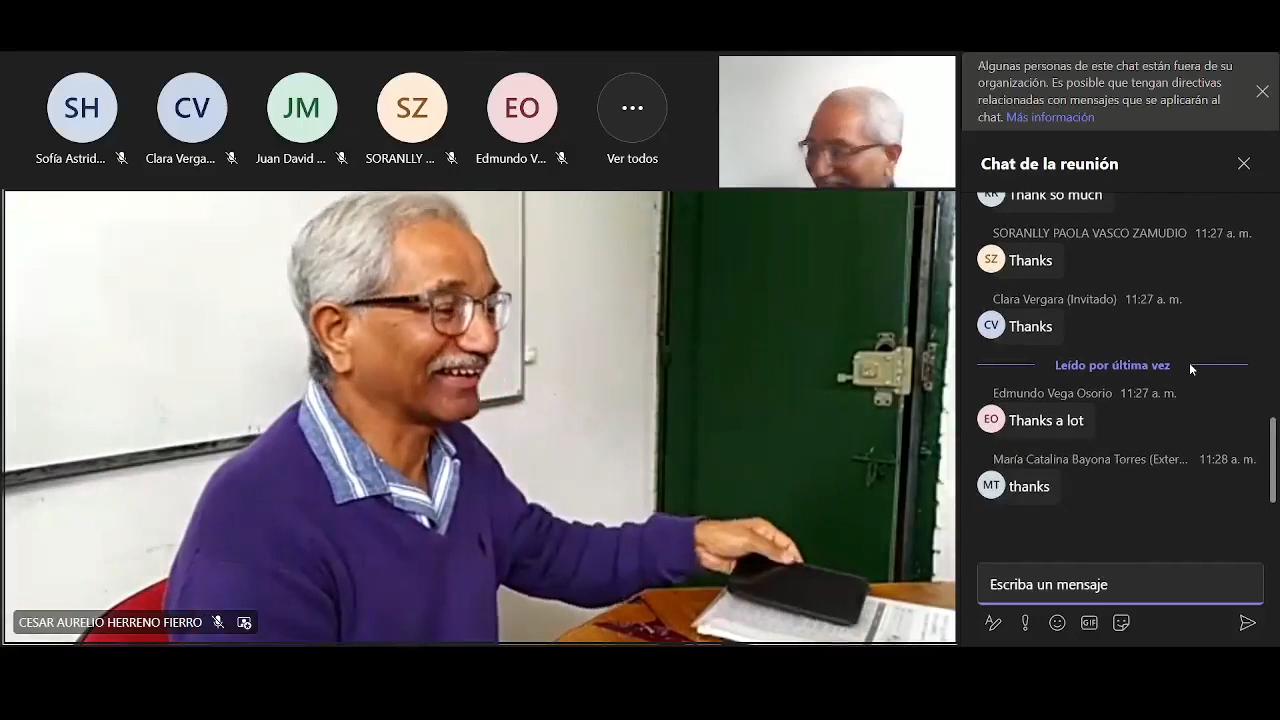 SH
CV
JM
SZ
EO
Sofía Astrid...
Clara Verga...
Juan David ...
SORANLLY ...
Edmundo V...
Ver todos
CESAR AURELIO HERRENO FIERRO
Algunas personas de este chat están fuera de su
organización. Es posible que tengan directivas
relacionadas con mensajes que se aplicarán al
chat. Más información
Chat de la reunión
Thank so much
SORANLLY PAOLA VASCO ZAMUDIO 11:27 a. m.
SZ Thanks
Clara Vergara (Invitado) 11:27 a. m.
CV Thanks
Leído por última vez
Edmundo Vega Osorio 11:27 a. m.
EO Thanks a lot
María Catalina Bayona Torres (Exter... 11:28 a. m.
MT thanks
Escriba un mensaje
GIF